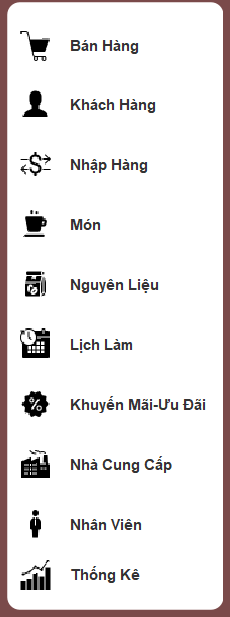 Bán Hàng
Khách Hàng
Nhập Hàng
Món
Nguyên Liệu
Lịch Làm
Khuyến Mãi-Ưu Đãi
Nhà Cung Cấp
Nhân Viên
Thống Kê